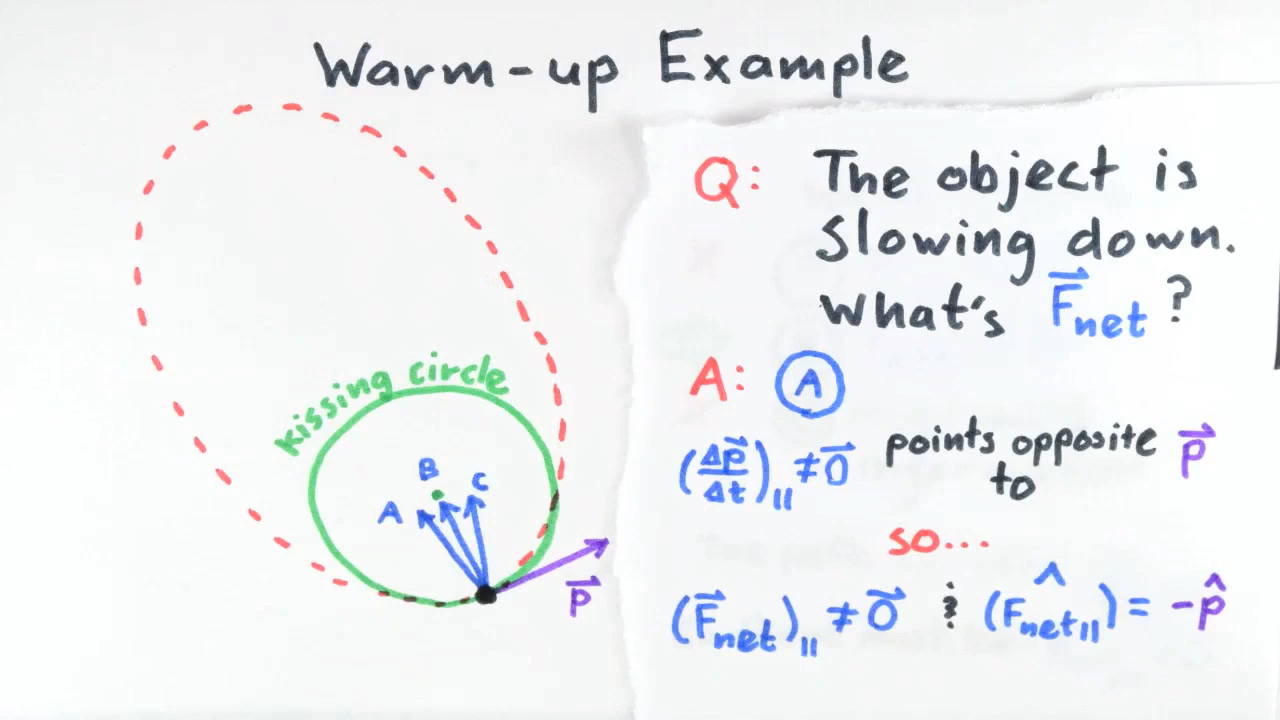 Warm-up Example
Q: The object is
slowing down.
What's F⃗net ?
A: Ⓐ
(Δp⃗/Δt)∥ ≠ 0⃗ points opposite to p⃗
so...
(F⃗net)∥ ≠ 0⃗ & (F̂net∥) = -p̂
kissing circle
A B C
p⃗